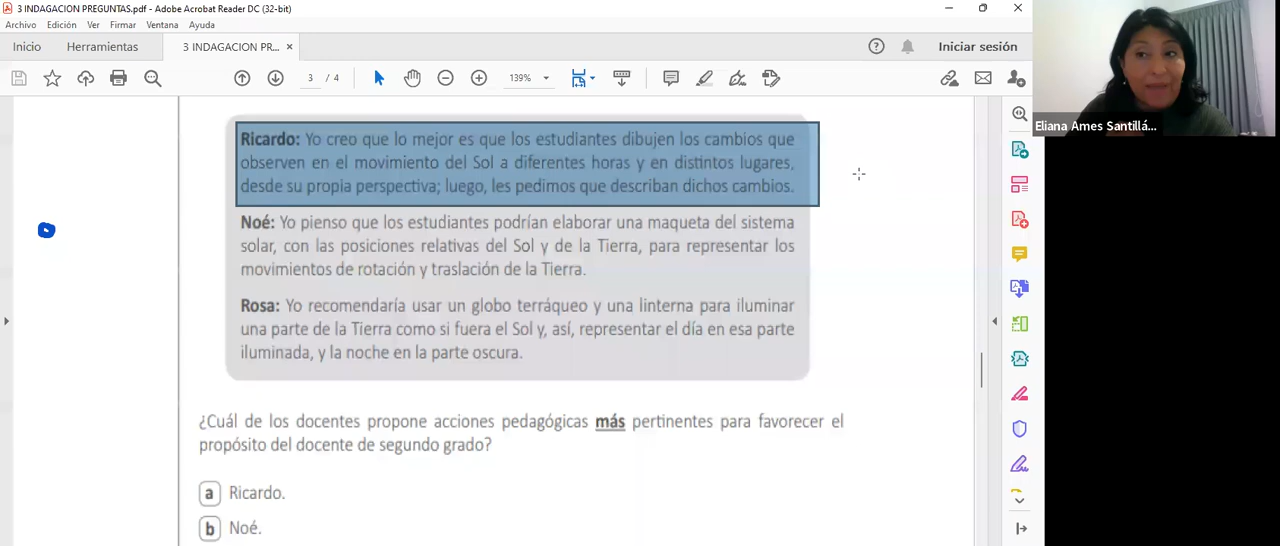 3 INDAGACION PREGUNTAS.pdf - Adobe Acrobat Reader DC (32-bit)
Archivo Edición Ver Firmar Ventana Ayuda
Inicio Herramientas 3 INDAGACION PR... × Iniciar sesión
3 / 4 139%
Eliana Ames Santillá...
Ricardo: Yo creo que lo mejor es que los estudiantes dibujen los cambios que
observen en el movimiento del Sol a diferentes horas y en distintos lugares,
desde su propia perspectiva; luego, les pedimos que describan dichos cambios.
Noé: Yo pienso que los estudiantes podrían elaborar una maqueta del sistema
solar, con las posiciones relativas del Sol y de la Tierra, para representar los
movimientos de rotación y traslación de la Tierra.
Rosa: Yo recomendaría usar un globo terráqueo y una linterna para iluminar
una parte de la Tierra como si fuera el Sol y, así, representar el día en esa parte
iluminada, y la noche en la parte oscura.
¿Cuál de los docentes propone acciones pedagógicas más pertinentes para favorecer el
propósito del docente de segundo grado?
a Ricardo.
b Noé.